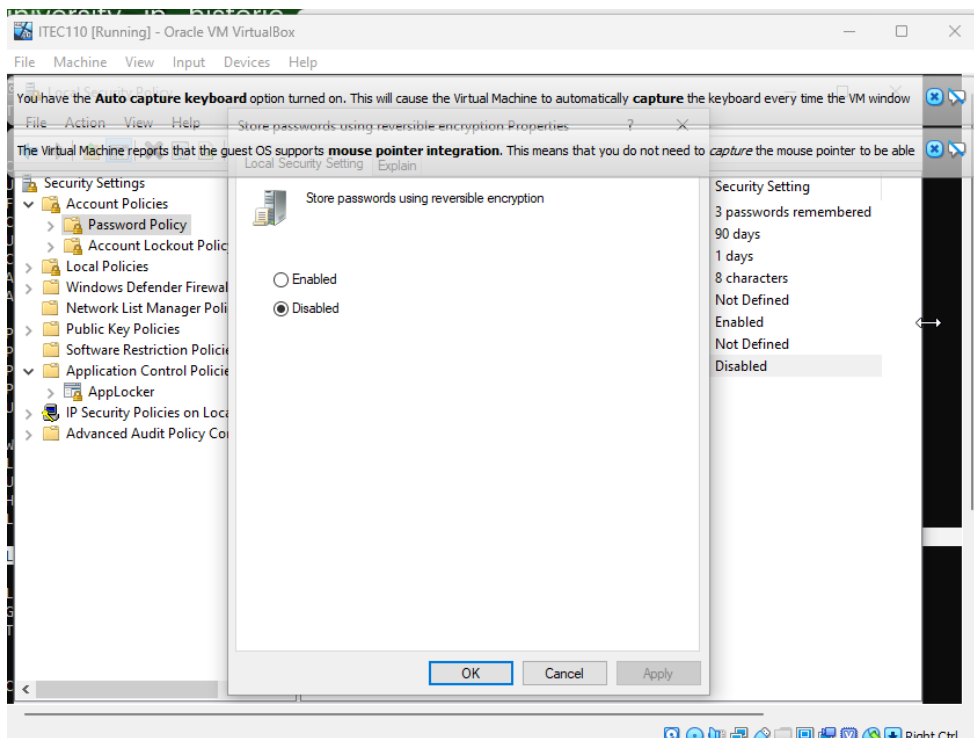 ITEC110 [Running] - Oracle VM VirtualBox
File Machine View Input Devices Help
You have the Auto capture keyboard option turned on. This will cause the Virtual Machine to automatically capture the keyboard every time the VM window
File Action View Help
Store passwords using reversible encryption Properties ?
The Virtual Machine reports that the guest OS supports mouse pointer integration. This means that you do not need to capture the mouse pointer to be able
Local Security Setting Explain
Security Settings
Account Policies
Password Policy
Account Lockout Polic
Local Policies
Windows Defender Firewal
Network List Manager Poli
Public Key Policies
Software Restriction Policie
Application Control Policie
AppLocker
IP Security Policies on Loca
Advanced Audit Policy Co
Store passwords using reversible encryption
Enabled
Disabled
OK Cancel Apply
Security Setting
3 passwords remembered
90 days
1 days
8 characters
Not Defined
Enabled
Not Defined
Disabled
Right Ctrl